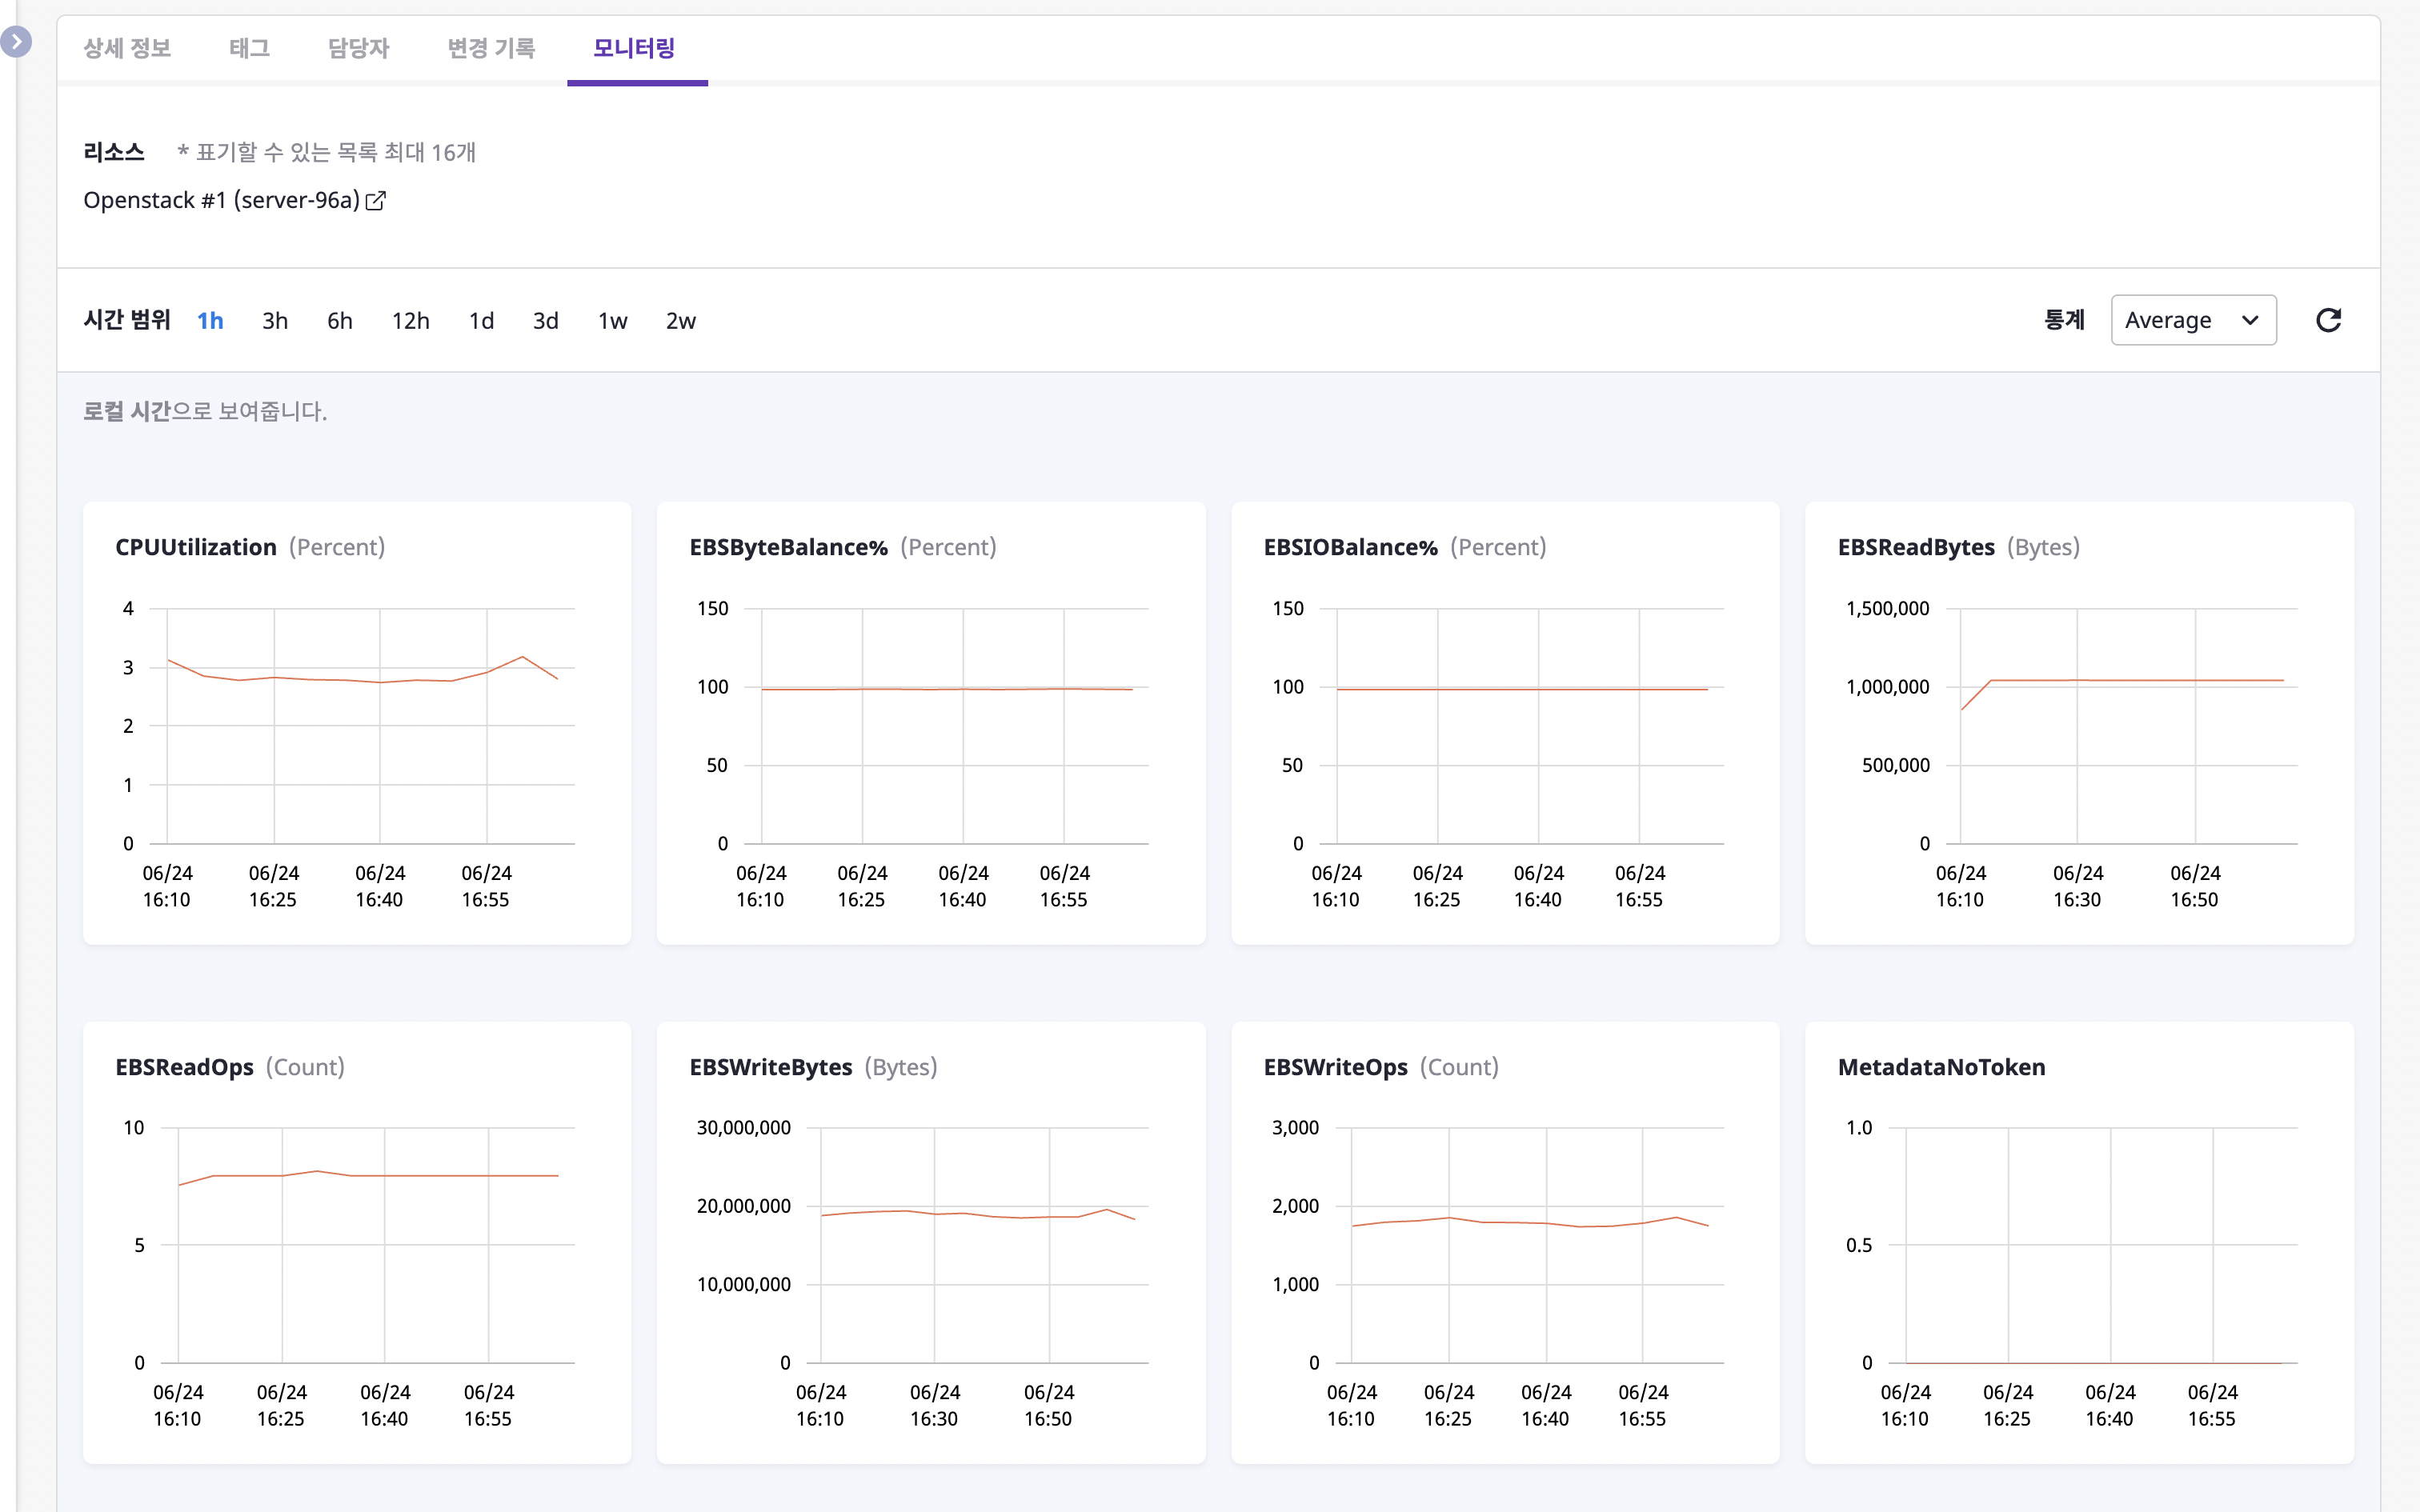 상세 정보 태그 담당자 변경 기록 모니터링
리소스 * 표기할 수 있는 목록 최대 16개
Openstack #1 (server-96a)
시간 범위 1h 3h 6h 12h 1d 3d 1w 2w 통계 Average
로컬 시간으로 보여줍니다.
CPUUtilization (Percent)
4
3
2
1
0
06/24 06/24 06/24 06/24
16:10 16:25 16:40 16:55
EBSByteBalance% (Percent)
150
100
50
0
06/24 06/24 06/24 06/24
16:10 16:25 16:40 16:55
EBSIOBalance% (Percent)
150
100
50
0
06/24 06/24 06/24 06/24
16:10 16:25 16:40 16:55
EBSReadBytes (Bytes)
1,500,000
1,000,000
500,000
0
06/24 06/24 06/24
16:10 16:30 16:50
EBSReadOps (Count)
10
5
0
06/24 06/24 06/24 06/24
16:10 16:25 16:40 16:55
EBSWriteBytes (Bytes)
30,000,000
20,000,000
10,000,000
0
06/24 06/24 06/24
16:10 16:30 16:50
EBSWriteOps (Count)
3,000
2,000
1,000
0
06/24 06/24 06/24 06/24
16:10 16:25 16:40 16:55
MetadataNoToken
1.0
0.5
0
06/24 06/24 06/24 06/24
16:10 16:25 16:40 16:55